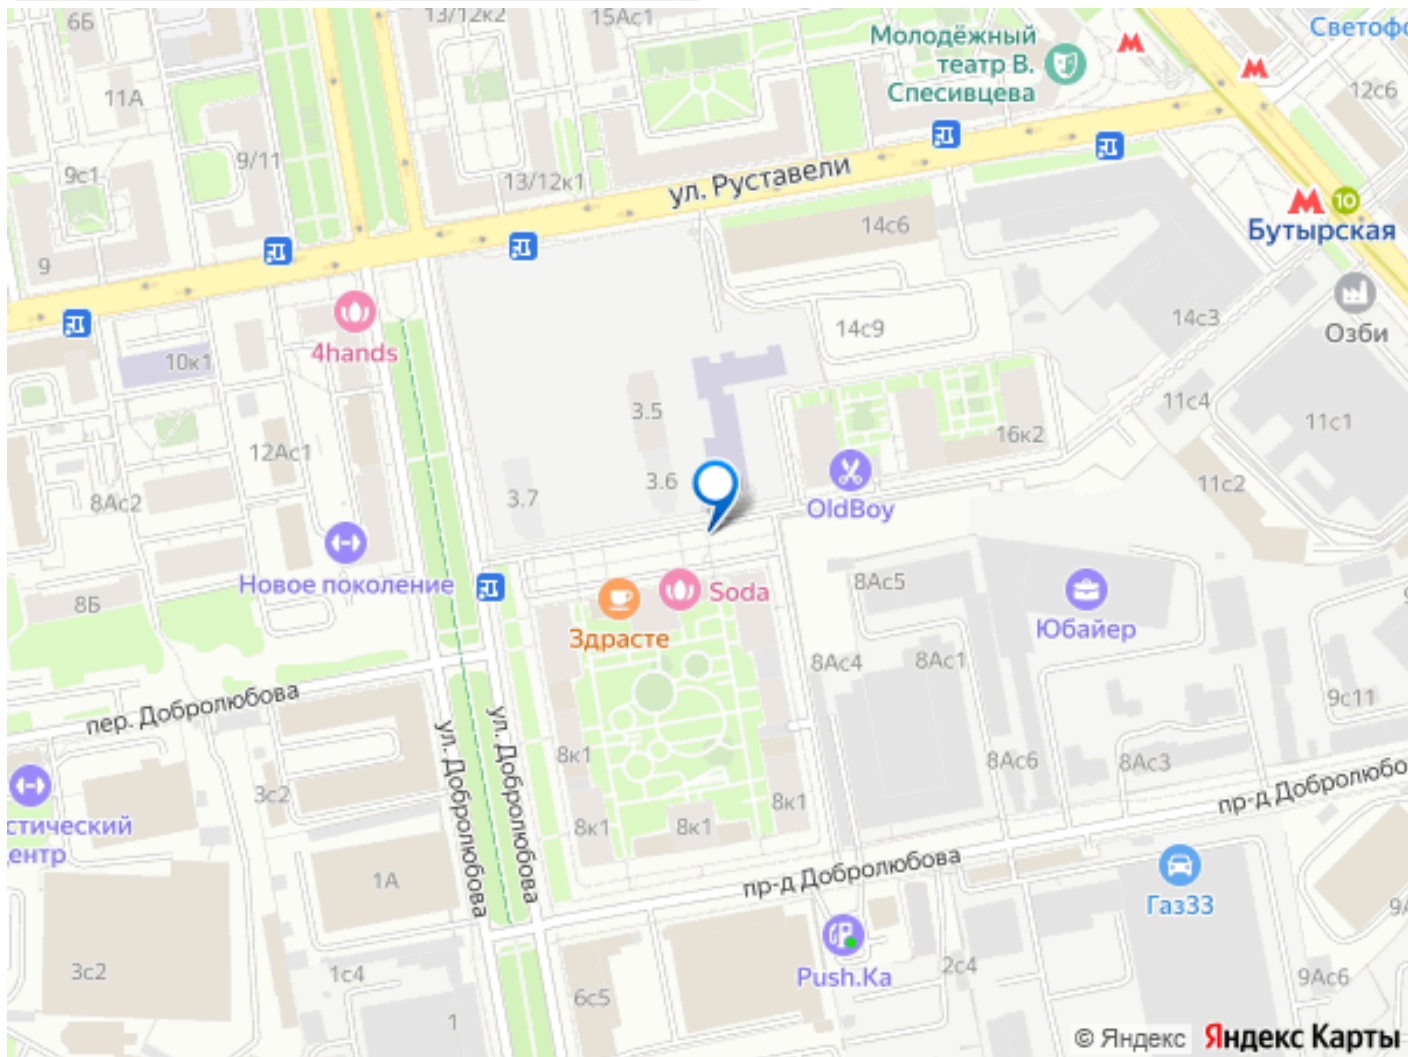 6Б
13/12к2
15Ас1
Молодёжный
театр В.
Спесивцева
Светофо
12с6
11А
9/11
9с1
13/12к1
ул. Руставели
10
Бутырская
14с6
9
14с9
14с3
Озби
4hands
10к1
3.5
11с4
11с1
16к2
12Ас1
8Ас2
3.7
3.6
OldBoy
11с2
Новое поколение
8Б
Soda
Здрасте
8Ас5
Юбайер
8Ас4
8Ас1
пер. Добролюбова
9с11
ул. Добролюбова
ул. Добролюбова
8к1
8Ас6
8Ас3
пр-д Добролюбо
3с2
8к1
стический
ентр
8к1
8к1
1А
пр-д Добролюбова
Газ33
Push.Ka
3с2
1с4
6с5
2с4
9Ас6
1
© Яндекс
Яндекс Карты